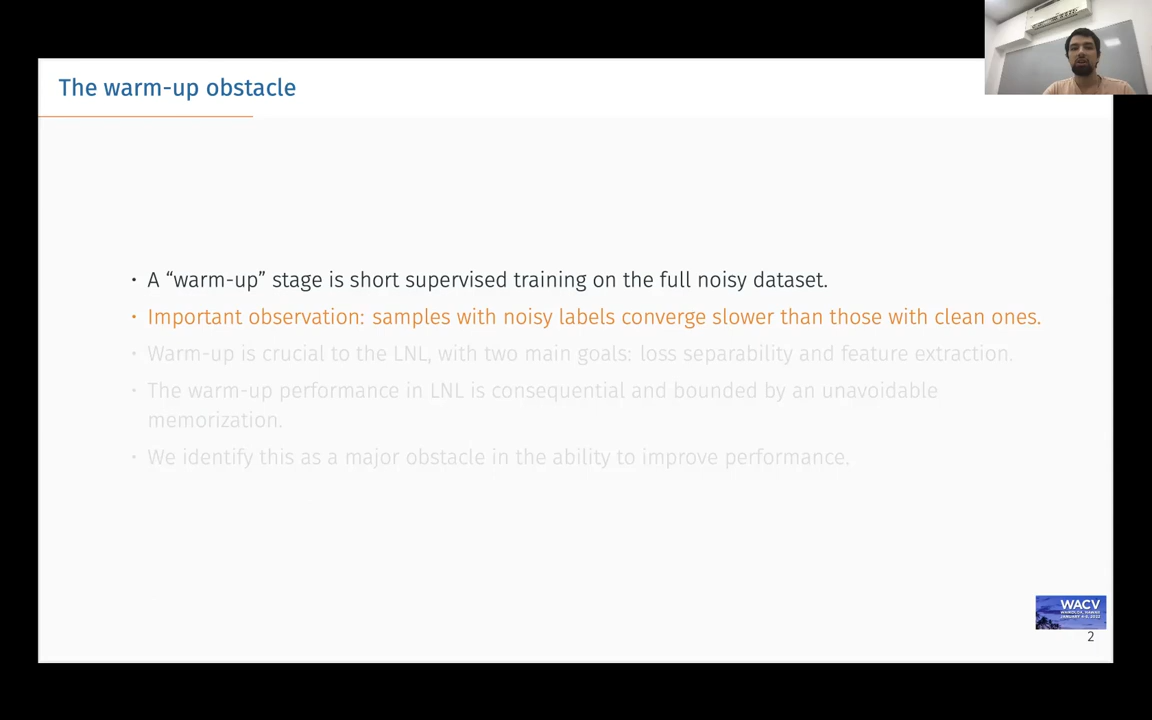 The warm-up obstacle
• A “warm-up” stage is short supervised training on the full noisy dataset.
• Important observation: samples with noisy labels converge slower than those with clean ones.
• Warm-up is crucial to the LNL, with two main goals: loss separability and feature extraction.
• The warm-up performance in LNL is consequential and bounded by an unavoidable
memorization.
• We identify this as a major obstacle in the ability to improve performance.
WACV
2